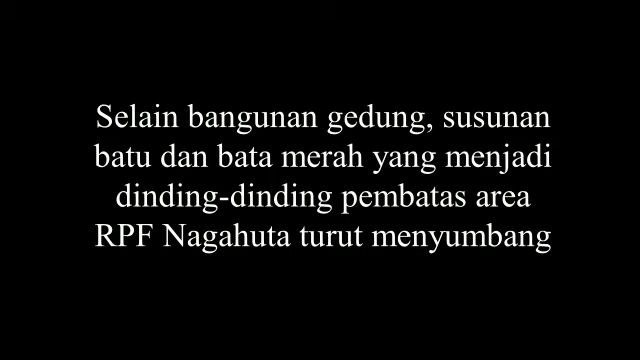 Selain bangunan gedung, susunan
batu dan bata merah yang menjadi
dinding-dinding pembatas area
RPF Nagahuta turut menyumbang